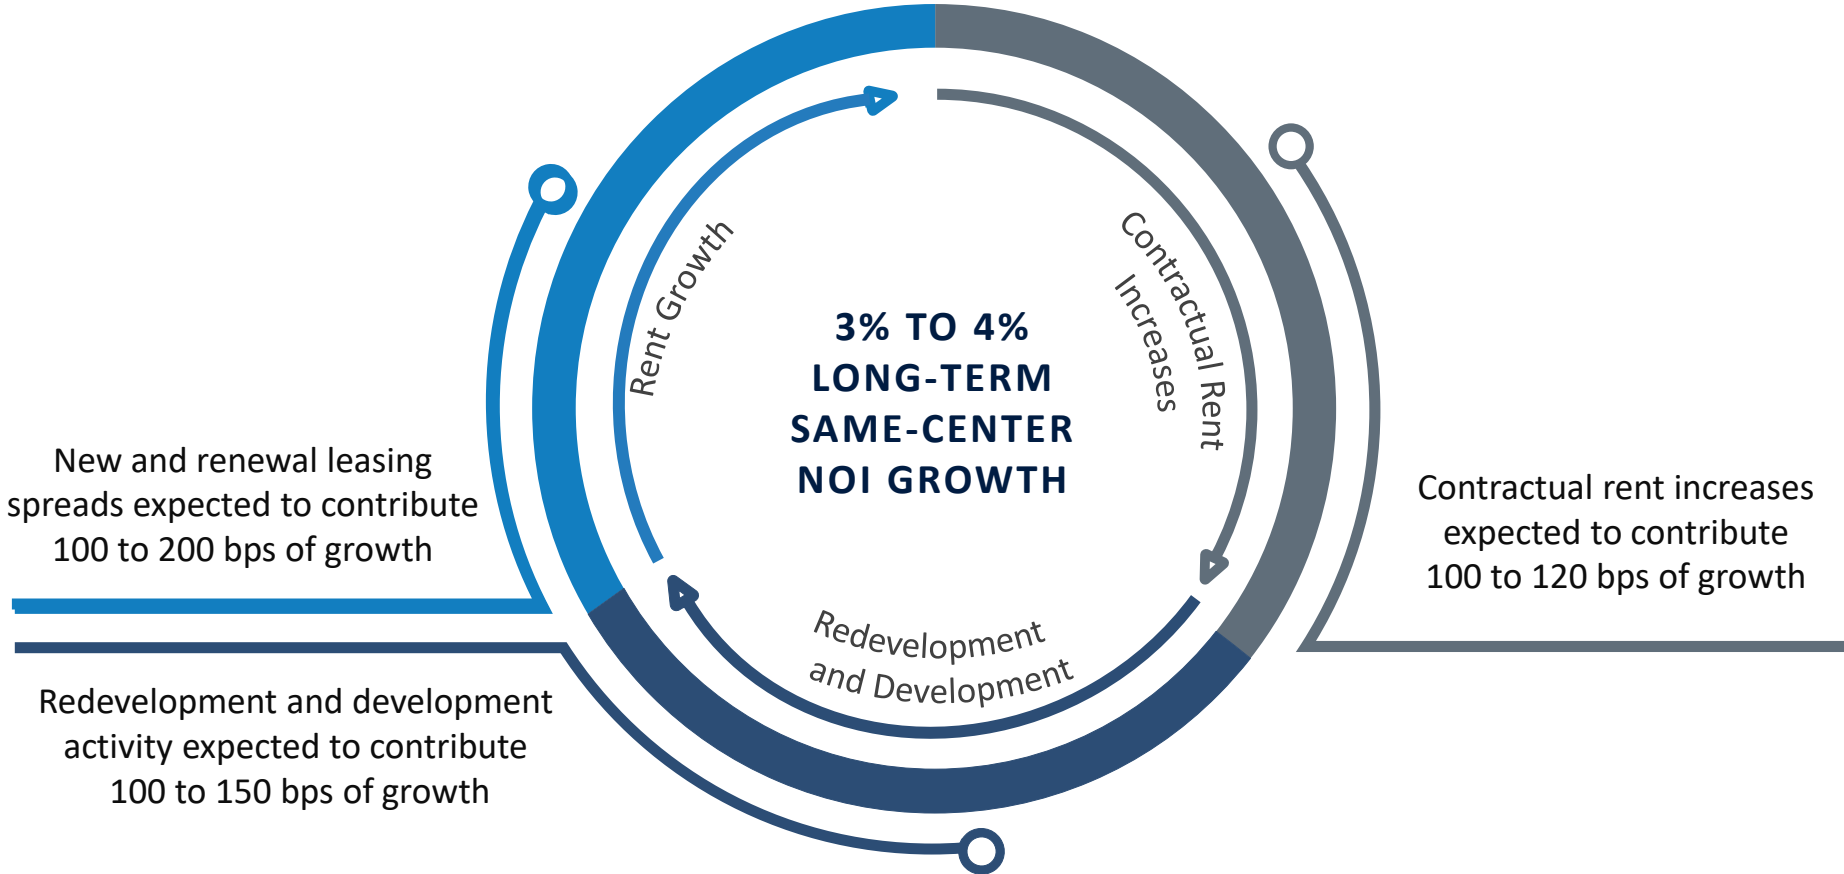 Rent Growth
Contractual Rent
Increases
3% TO 4%
LONG-TERM
SAME-CENTER
NOI GROWTH
New and renewal leasing
spreads expected to contribute
100 to 200 bps of growth
Contractual rent increases
expected to contribute
100 to 120 bps of growth
Redevelopment
and Development
Redevelopment and development
activity expected to contribute
100 to 150 bps of growth